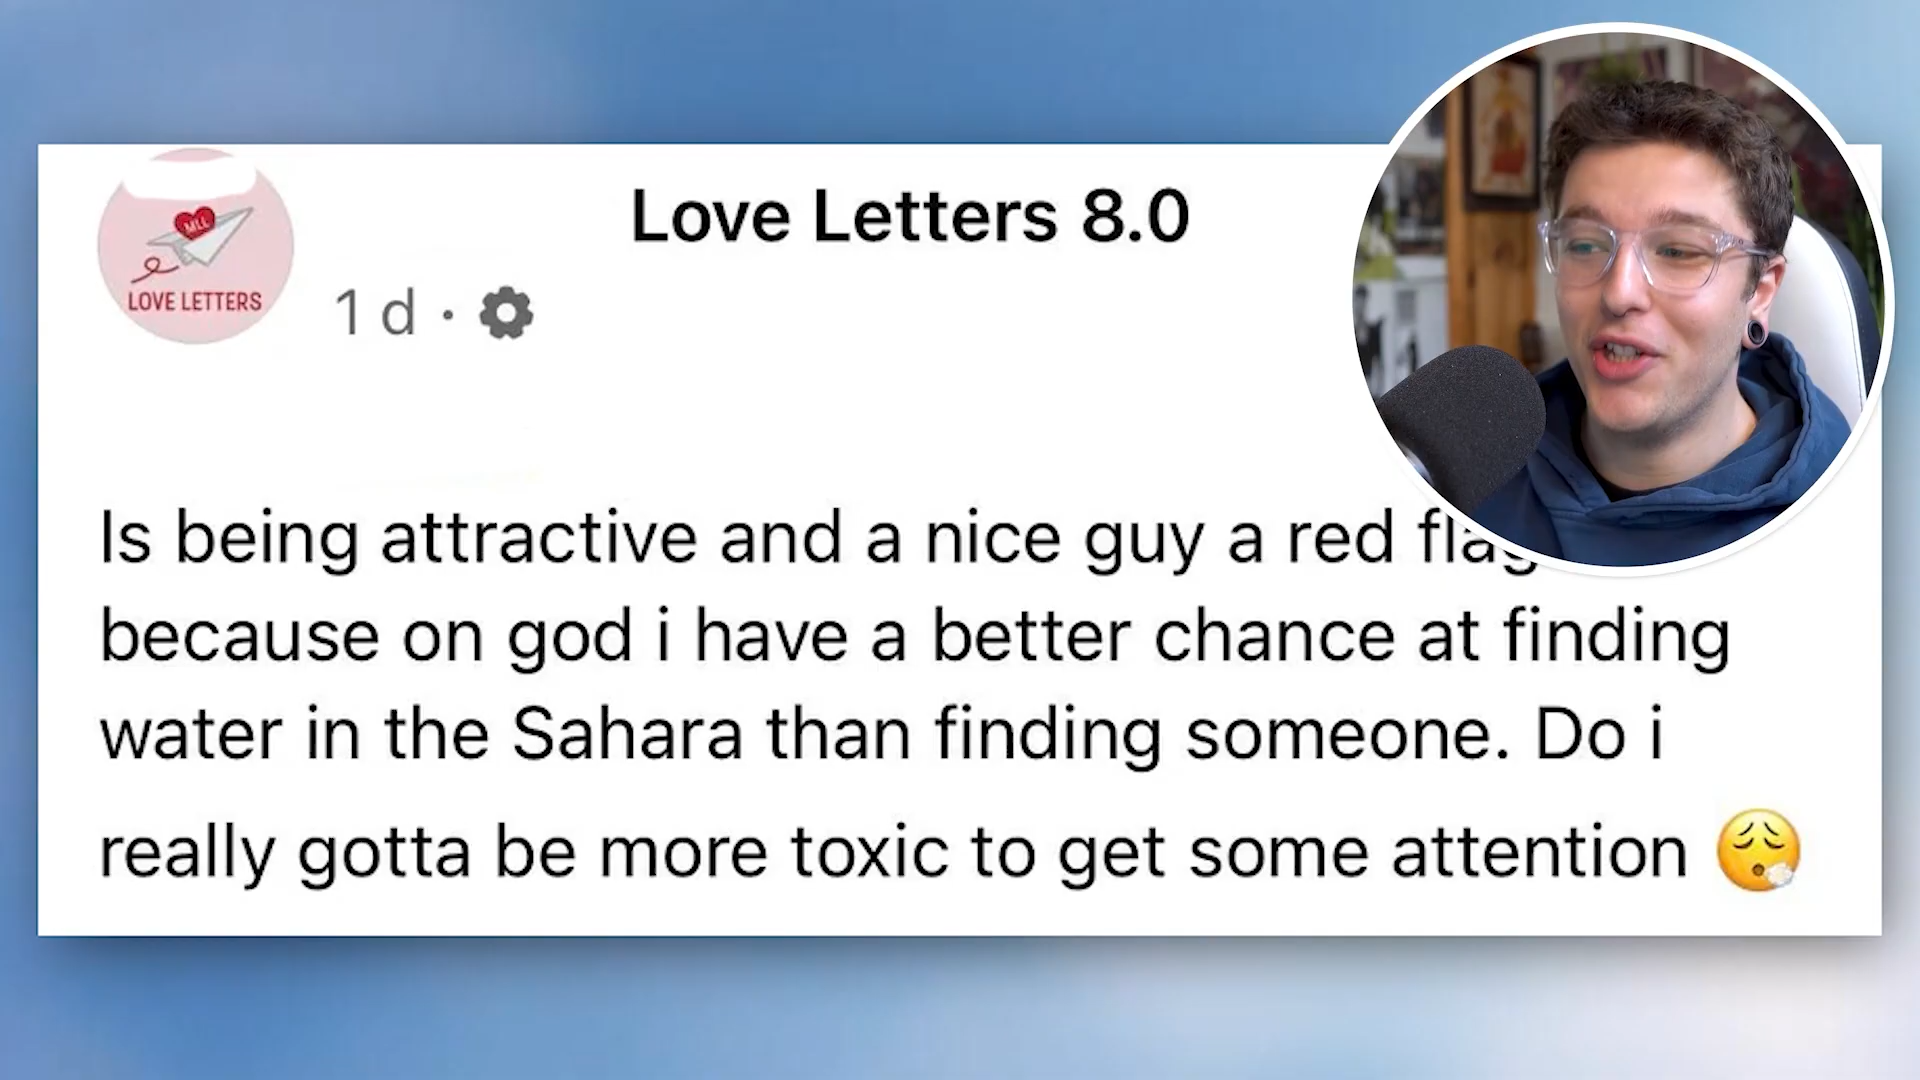 Love Letters 8.0
MLL
LOVE LETTERS
1 d ·
Is being attractive and a nice guy a red flag
because on god i have a better chance at finding
water in the Sahara than finding someone. Do i
really gotta be more toxic to get some attention 😮‍💨